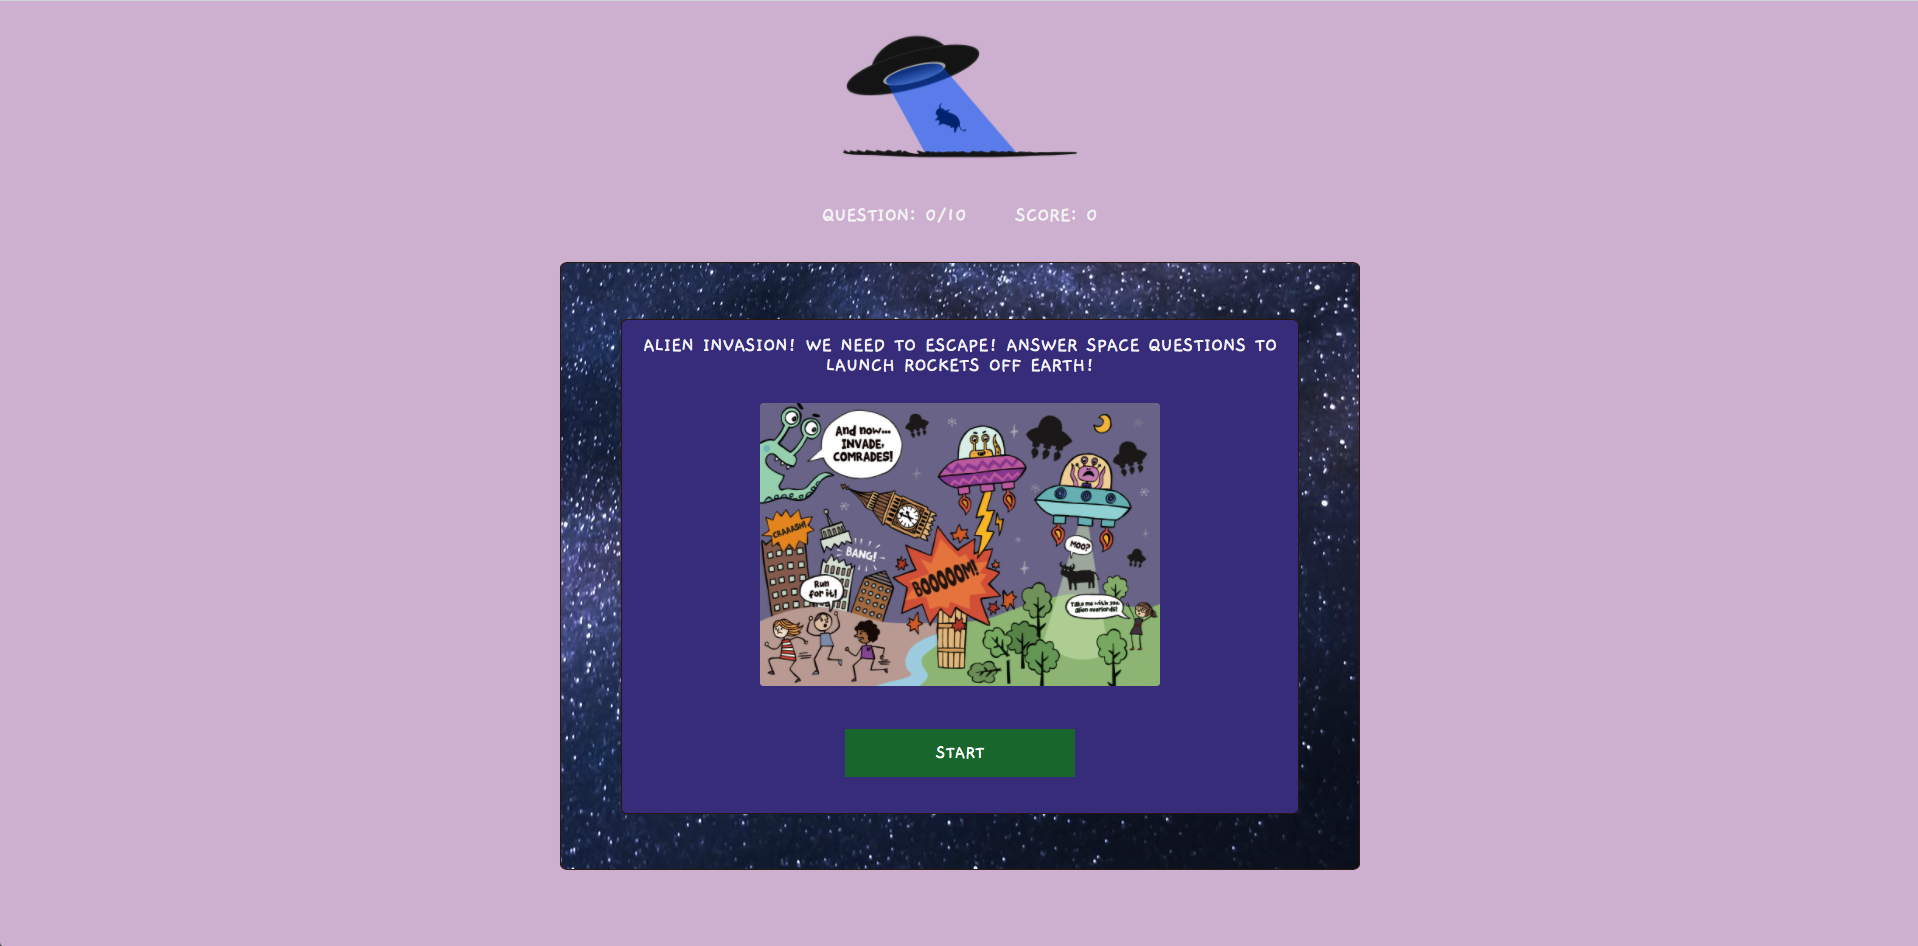 QUESTION: 0/10
SCORE: 0
ALIEN INVASION! WE NEED TO ESCAPE! ANSWER SPACE QUESTIONS TO
LAUNCH ROCKETS OFF EARTH!
And now...
INVADE,
COMRADES!
CRAAASH!
BANG!
MOO?
BOOOOOM!
Run
for it!
Take me with you,
alien overlords!
START